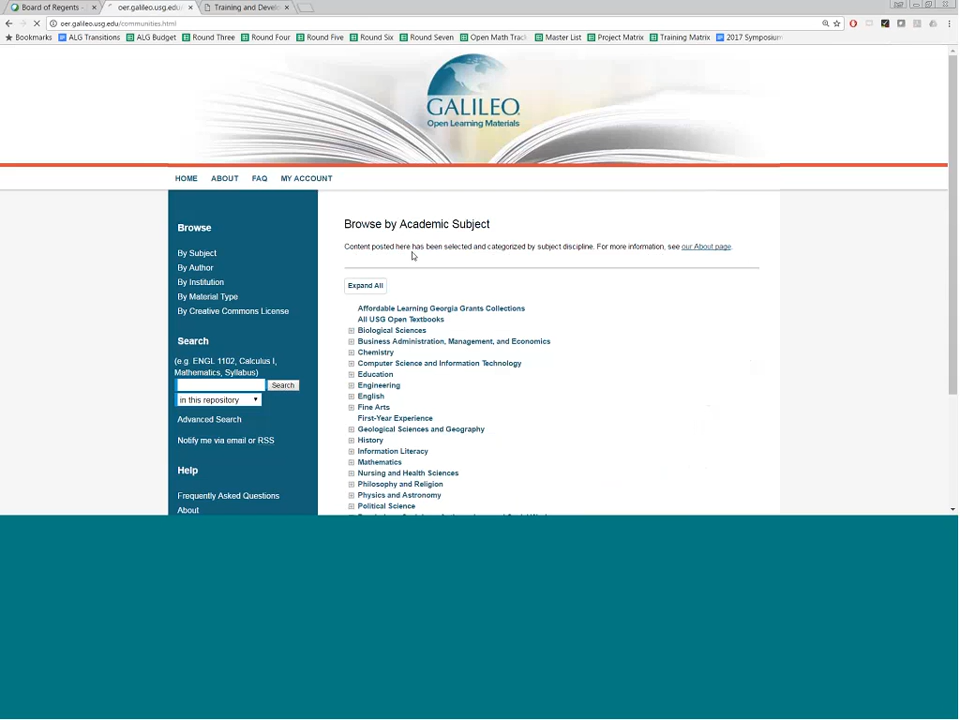 Board of Regents -
oer.galileo.usg.edu/
Training and Develo
oer.galileo.usg.edu/communities.html
Bookmarks
ALG Transitions
ALG Budget
Round Three
Round Four
Round Five
Round Six
Round Seven
Open Math Track
Master List
Project Matrix
Training Matrix
2017 Symposium
GALILEO
Open Learning Materials
HOME
ABOUT
FAQ
MY ACCOUNT
Browse
By Subject
By Author
By Institution
By Material Type
By Creative Commons License
Search
(e.g. ENGL 1102, Calculus I,
Mathematics, Syllabus)
Search
in this repository
Advanced Search
Notify me via email or RSS
Help
Frequently Asked Questions
About
Browse by Academic Subject
Content posted here has been selected and categorized by subject discipline. For more information, see our About page.
Expand All
Affordable Learning Georgia Grants Collections
All USG Open Textbooks
Biological Sciences
Business Administration, Management, and Economics
Chemistry
Computer Science and Information Technology
Education
Engineering
English
Fine Arts
First-Year Experience
Geological Sciences and Geography
History
Information Literacy
Mathematics
Nursing and Health Sciences
Philosophy and Religion
Physics and Astronomy
Political Science